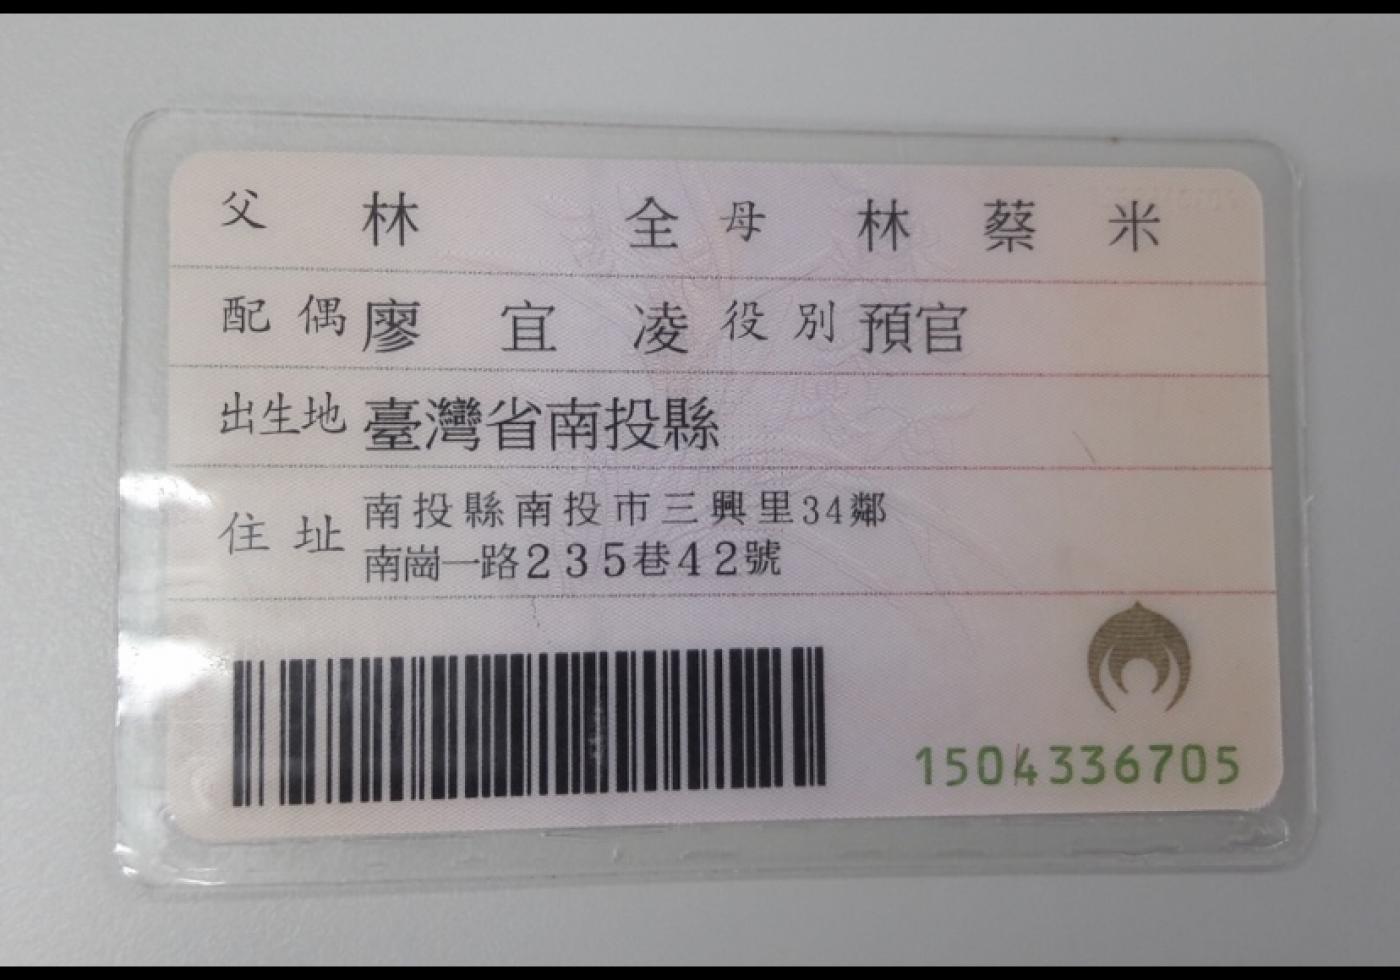 父 林 全 母 林 蔡 米
配偶 廖 宜 凌 役別 預官
出生地 臺灣省南投縣
住址 南投縣南投市三興里34鄰
南崗一路235巷42號
1504336705